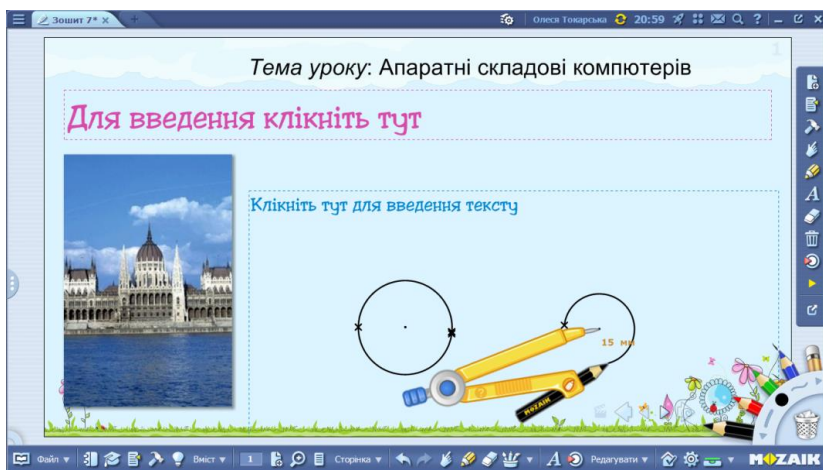 Зошит 7* x
Олеся Токарська 20:59
1
Тема уроку: Апаратні складові компютерів
Для введення клікніть тут
Клікніть тут для введення тексту
15 мм
MOZAIK
Файл Вміст 1 Сторінка A Редагувати MOZAIK